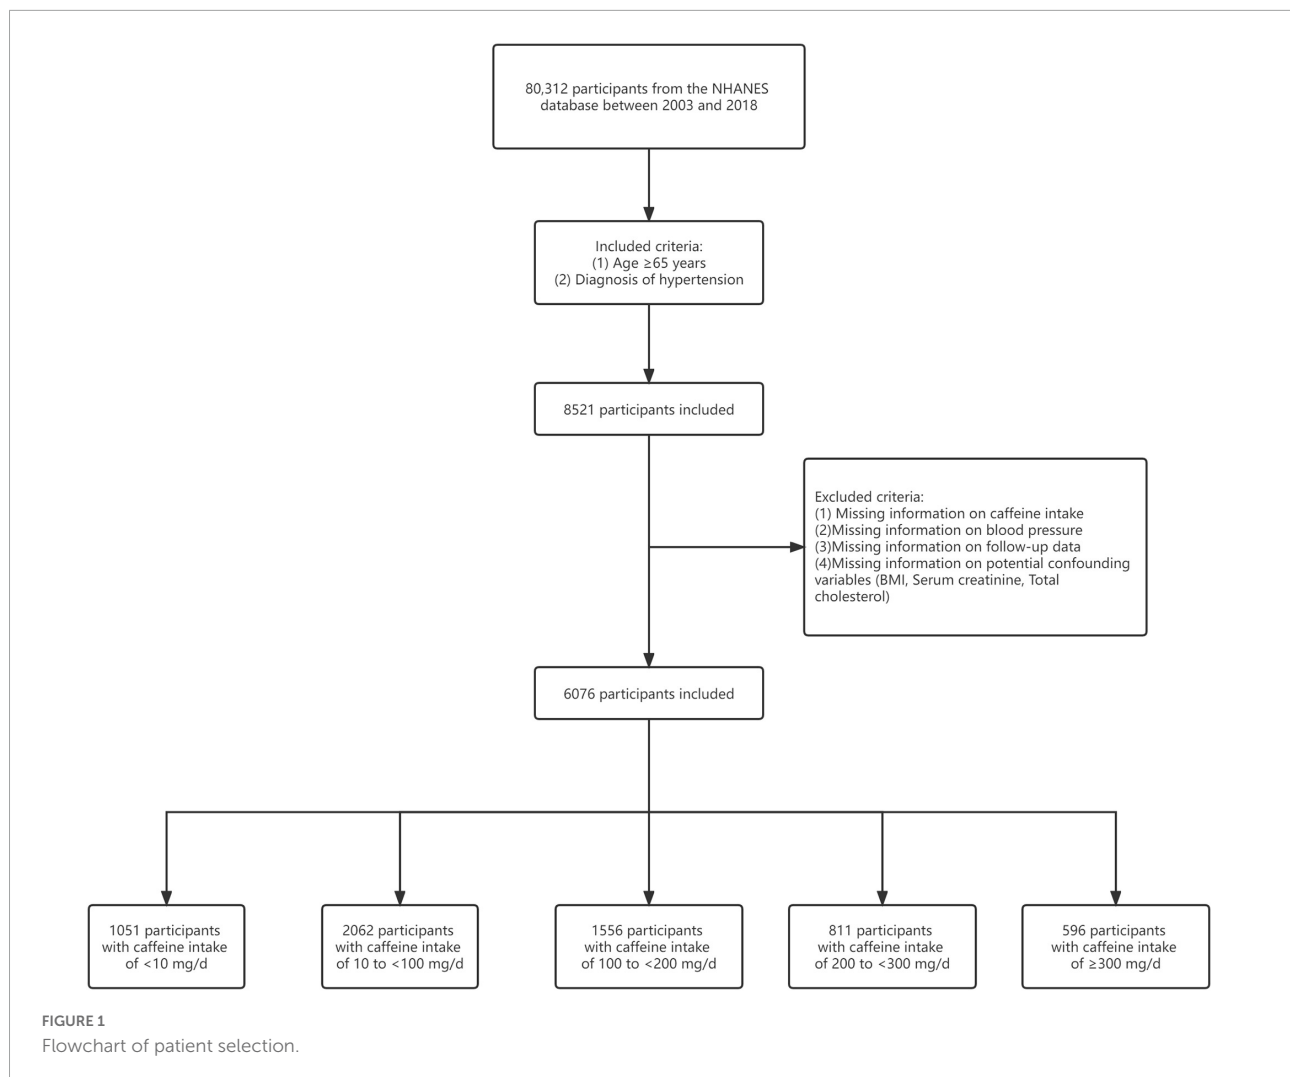 80,312 participants from the NHANES
database between 2003 and 2018
Included criteria:
(1) Age ≥65 years
(2) Diagnosis of hypertension
8521 participants included
Excluded criteria:
(1) Missing information on caffeine intake
(2)Missing information on blood pressure
(3)Missing information on follow-up data
(4)Missing information on potential confounding
variables (BMI, Serum creatinine, Total
cholesterol)
6076 participants included
1051 participants
with caffeine intake
of <10 mg/d
2062 participants
with caffeine intake
of 10 to <100 mg/d
1556 participants
with caffeine intake
of 100 to <200 mg/d
811 participants
with caffeine intake
of 200 to <300 mg/d
596 participants
with caffeine intake
of ≥300 mg/d
FIGURE 1
Flowchart of patient selection.